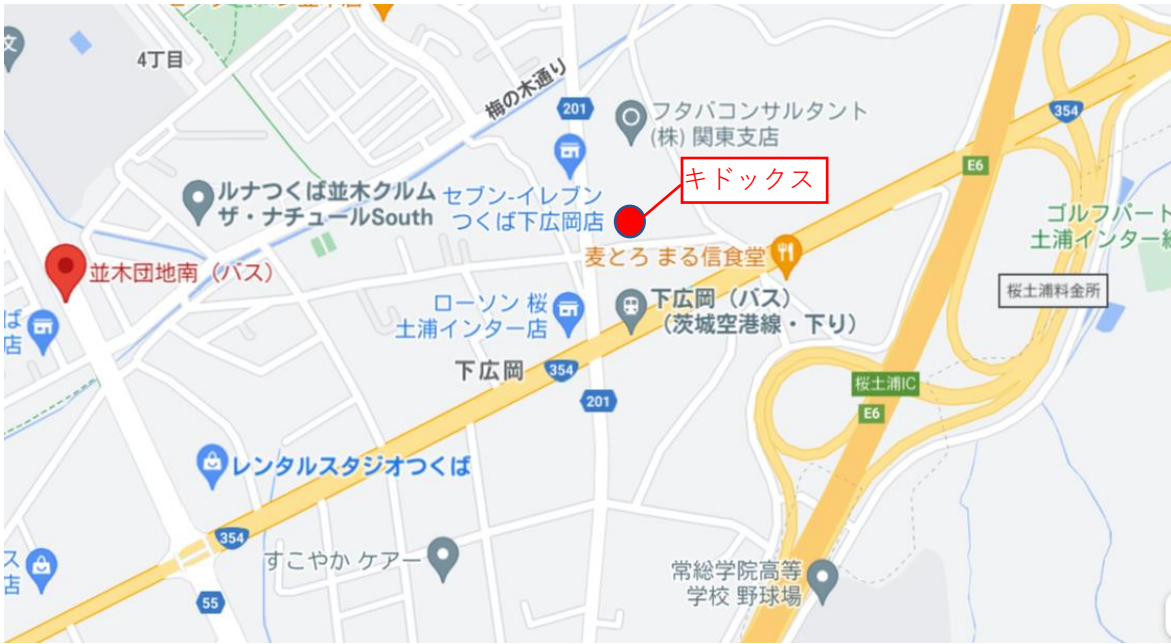 文
4丁目
梅の木通り
201
フタバコンサルタント
(株) 関東支店
354
E6
キドックス
セブン-イレブン
つくば下広岡店
ルナつくば並木クルム
ザ・ナチュールSouth
ゴルフパート
土浦インター
麦とろ まる信食堂
並木団地南（バス）
桜土浦料金所
ローソン 桜
土浦インター店
下広岡（バス）
（茨城空港線・下り）
ば
店
下広岡
354
201
桜土浦IC
E6
レンタルスタジオつくば
354
すこやか ケアー
常総学院高等
学校 野球場
ス
店
55